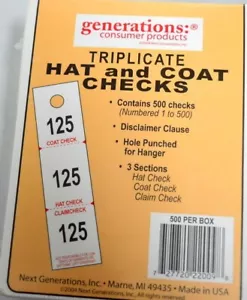 generations:®
consumer products
TRIPLICATE
HAT and COAT
CHECKS
• Contains 500 checks
(Numbered 1 to 500)
• Disclaimer Clause
• Hole Punched
for Hanger
• 3 Sections
Hat Check
Coat Check
Claim Check
125
COAT CHECK
125
HAT CHECK
CLAIM CHECK
125
500 PER BOX
Next Generations, Inc. • Marne, MI 49435 • Made in USA